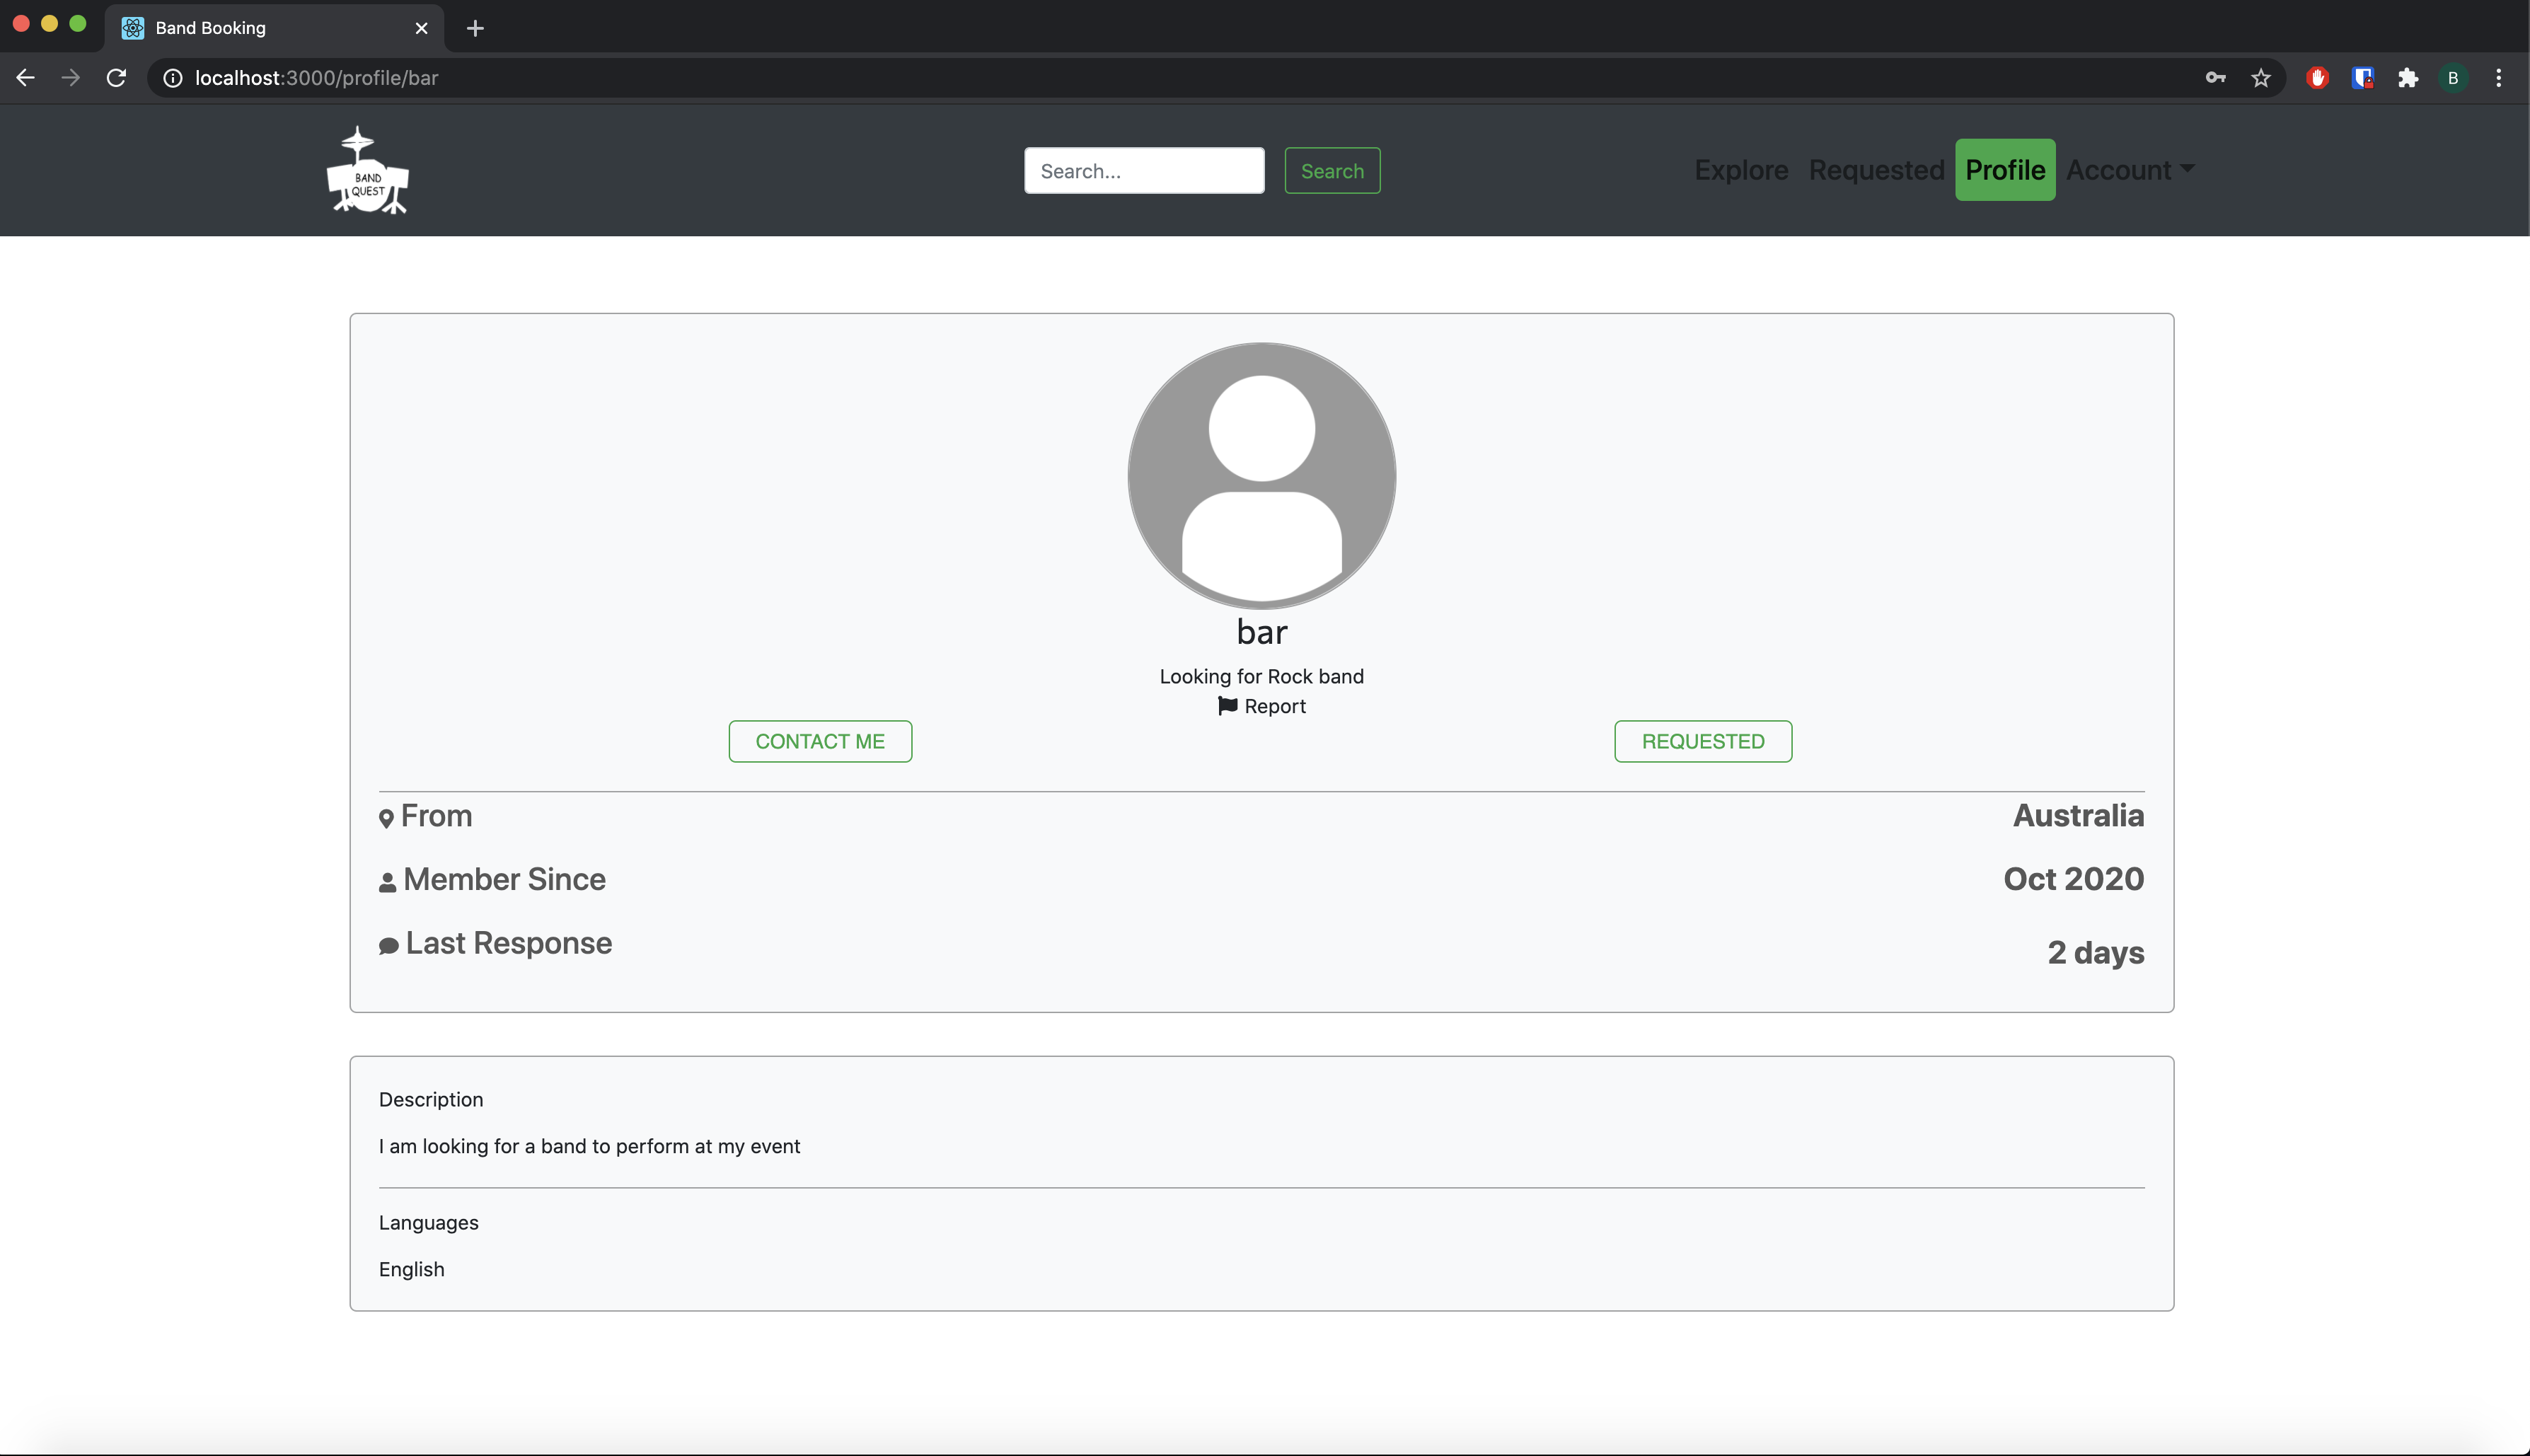 Band Booking
localhost:3000/profile/bar
B
BAND
QUEST
Search...
Search
Explore
Requested
Profile
Account
bar
Looking for Rock band
Report
CONTACT ME
REQUESTED
From
Australia
Member Since
Oct 2020
Last Response
2 days
Description
I am looking for a band to perform at my event
Languages
English